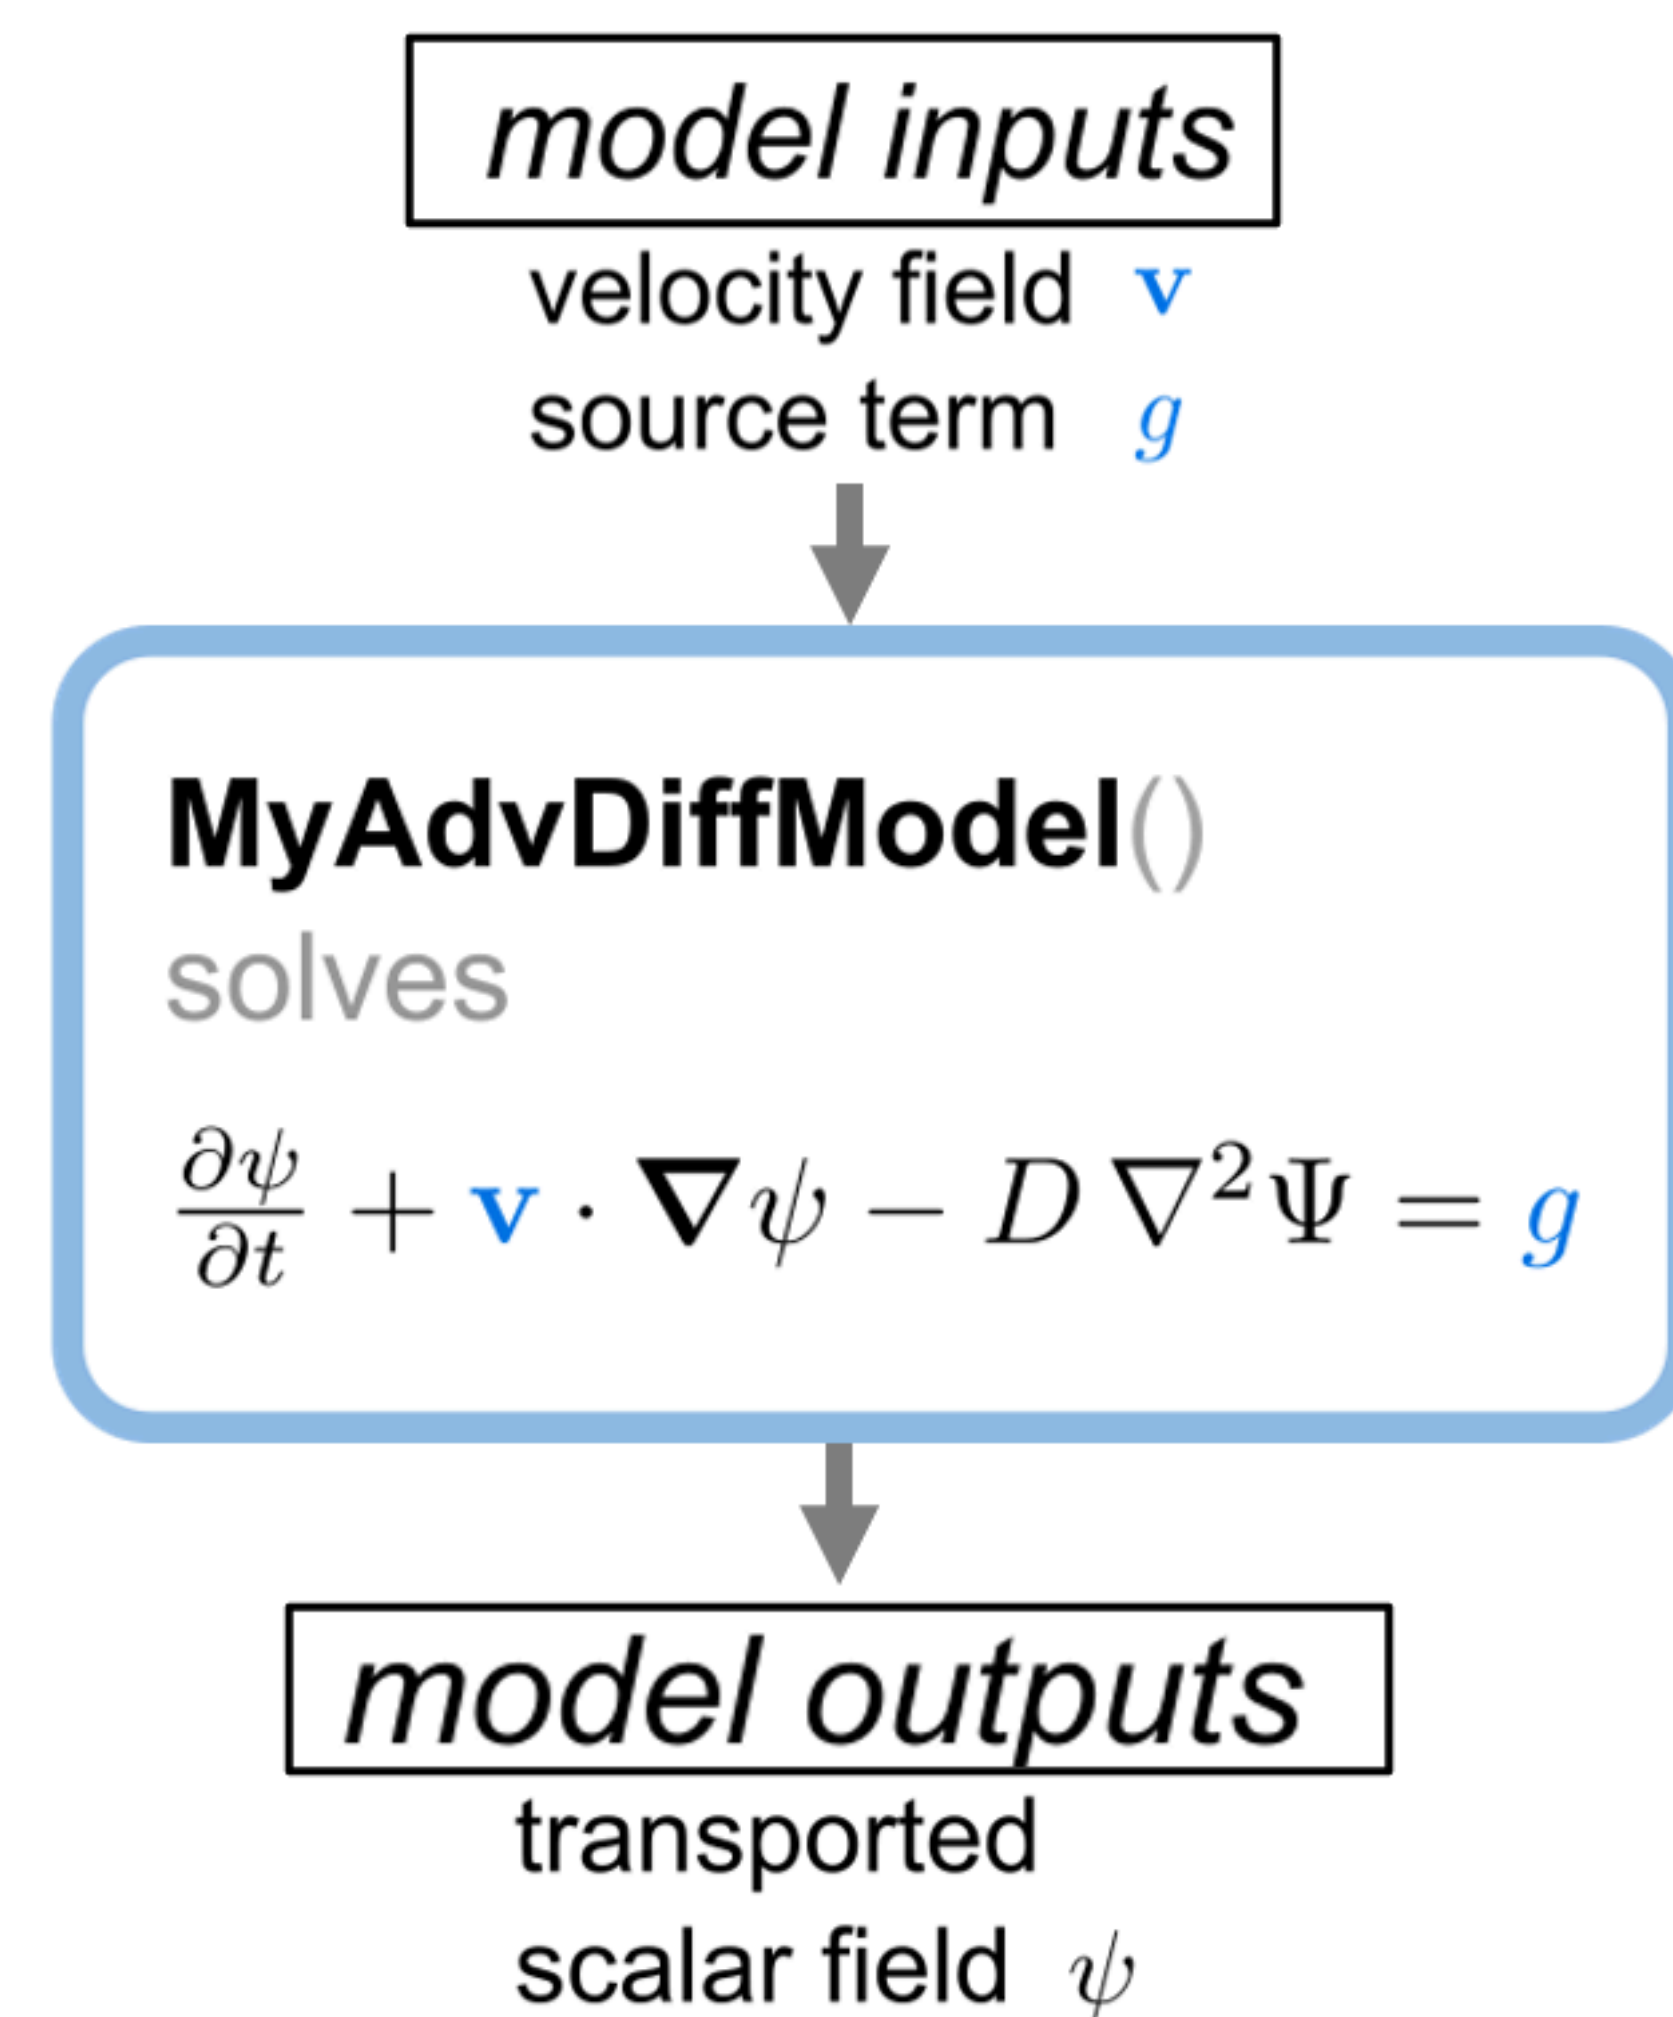 model inputs
velocity field v
source term g
MyAdvDiffModel()
solves
∂ψ/∂t + v · ∇ψ − D ∇²Ψ = g
model outputs
transported
scalar field ψ